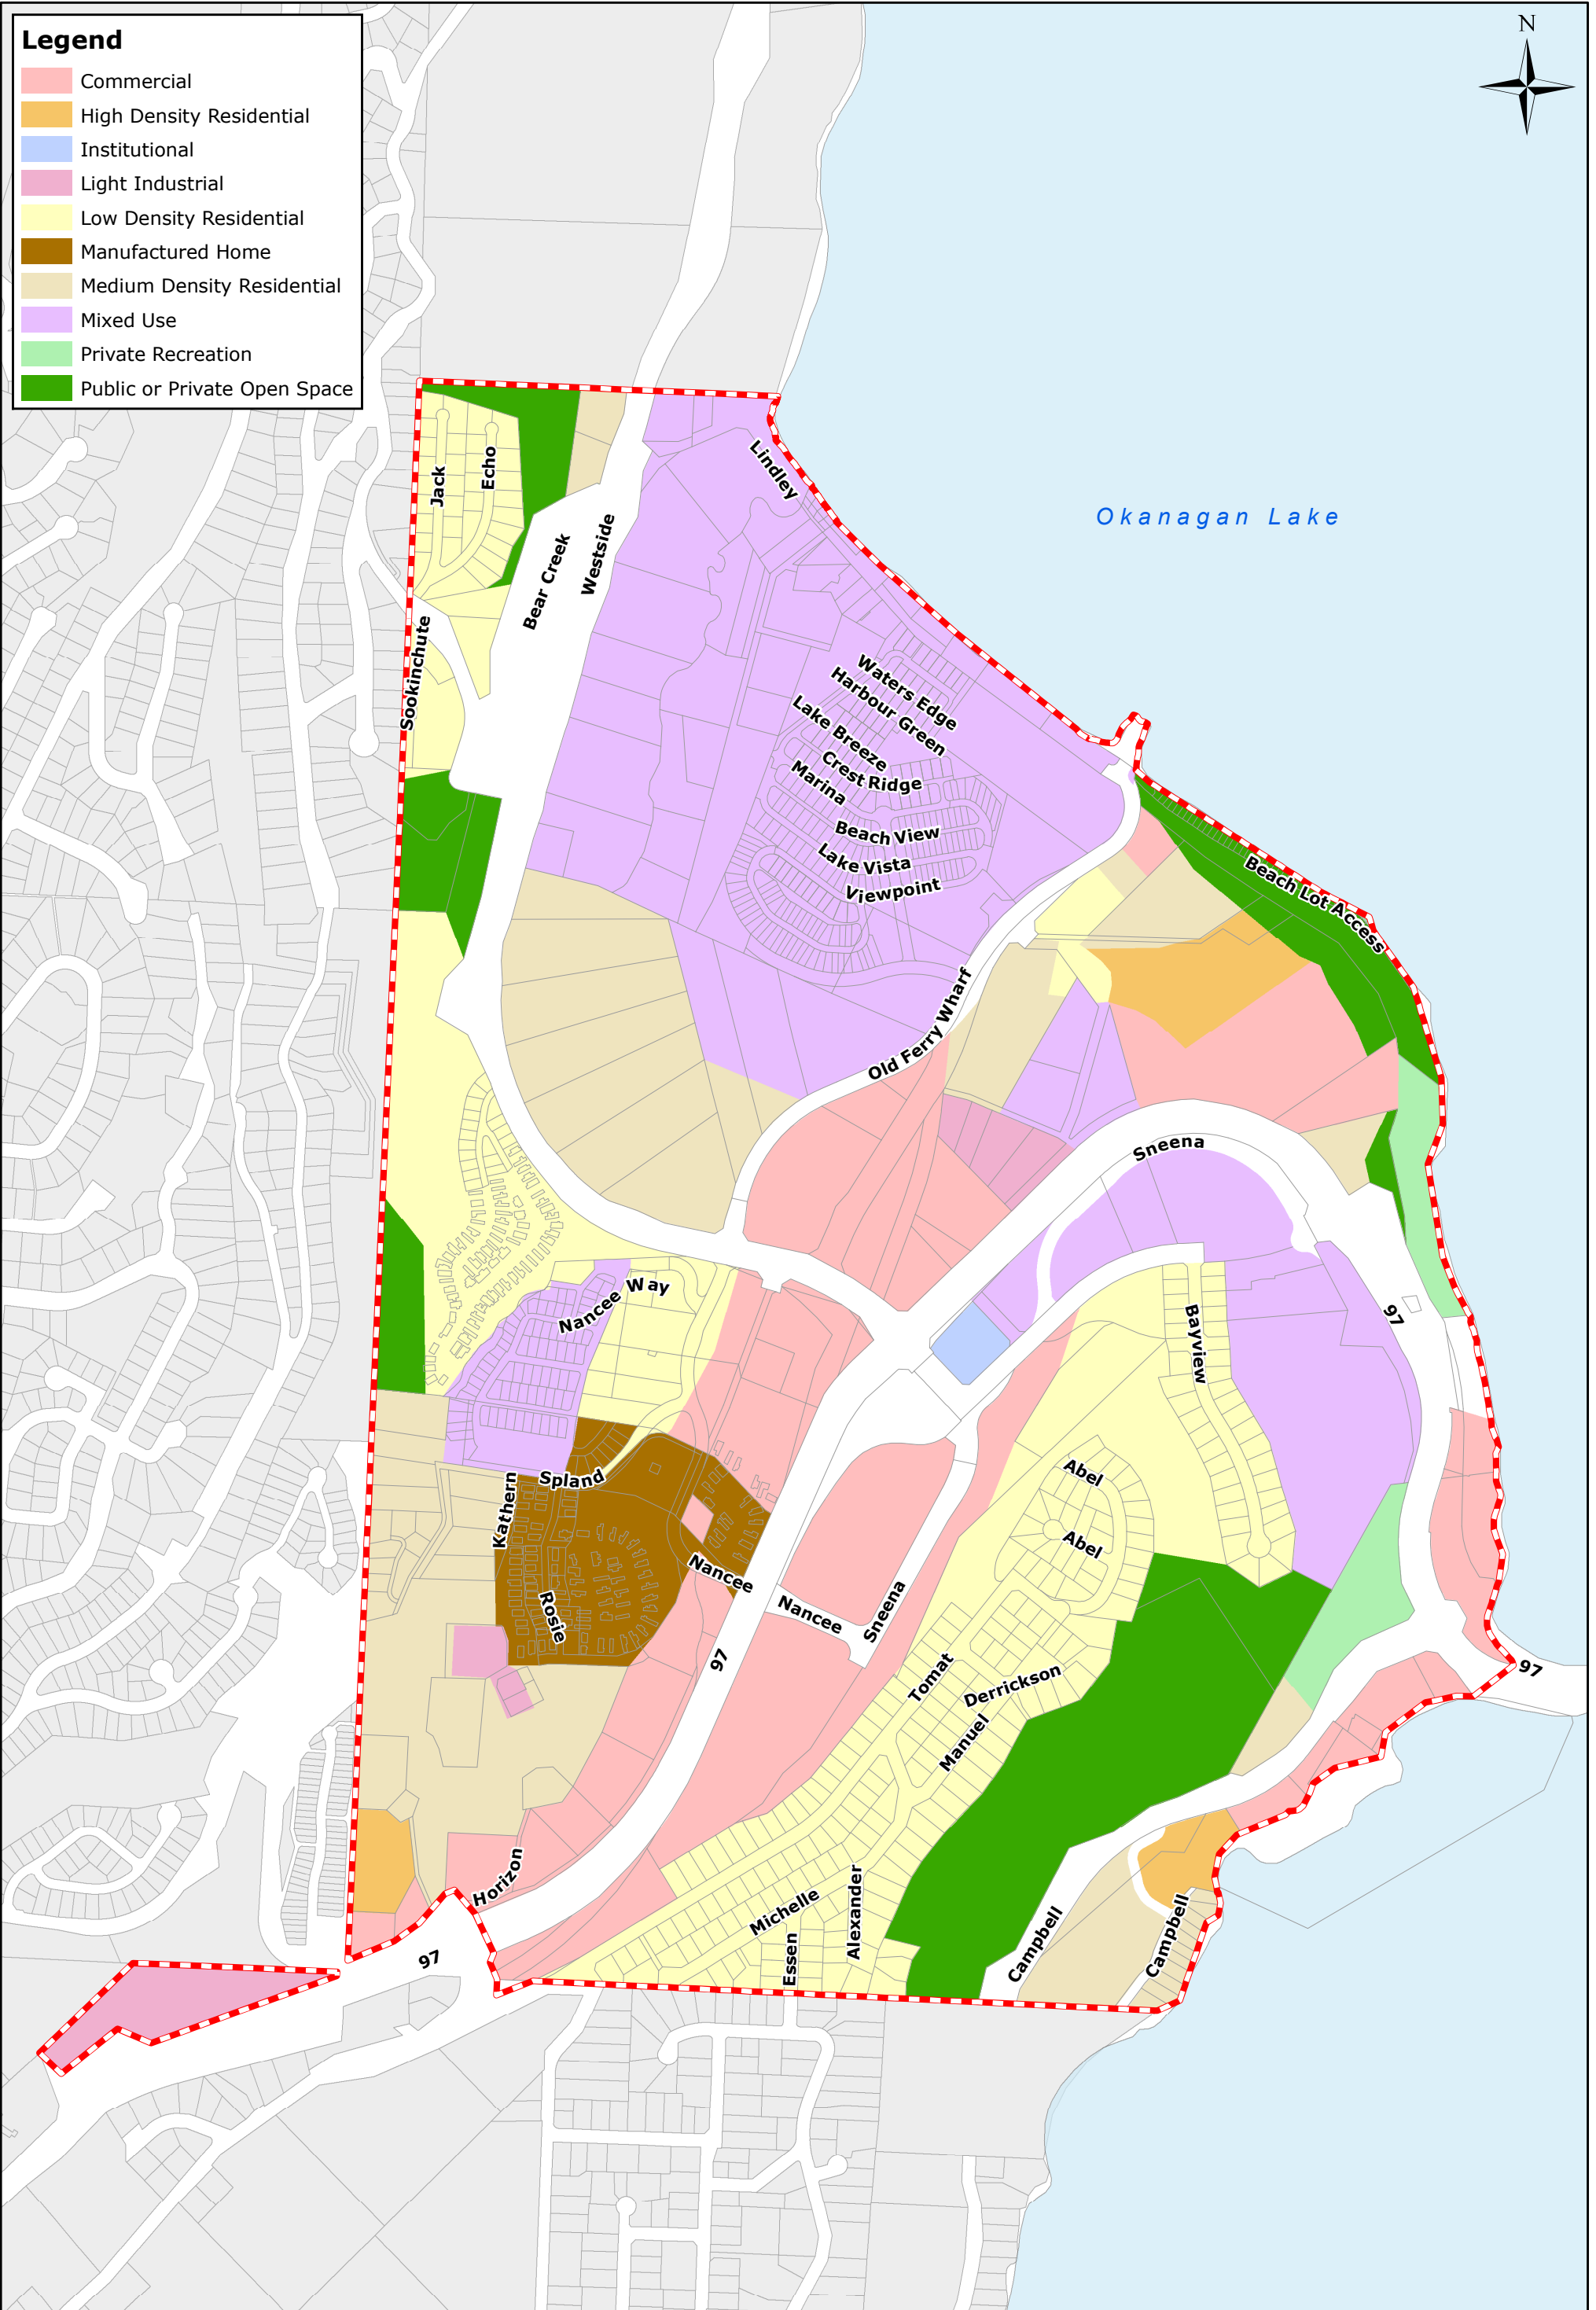 Legend
Commercial
High Density Residential
Institutional
Light Industrial
Low Density Residential
Manufactured Home
Medium Density Residential
Mixed Use
Private Recreation
Public or Private Open Space
N
Okanagan Lake
Lindley
Jack
Echo
Bear Creek
Westside
Sookinchute
Waters Edge
Harbour Green
Lake Breeze
Crest Ridge
Marina
Beach View
Lake Vista
Viewpoint
Beach Lot Access
Old Ferry Wharf
Sneena
Nancee Way
Bayview
97
Abel
Abel
Spland
Kathern
Rosie
Nancee
Nancee
Sneena
97
Tomat
Derrickson
Manuel
97
Horizon
Michelle
Alexander
Essen
Campbell
Campbell
97